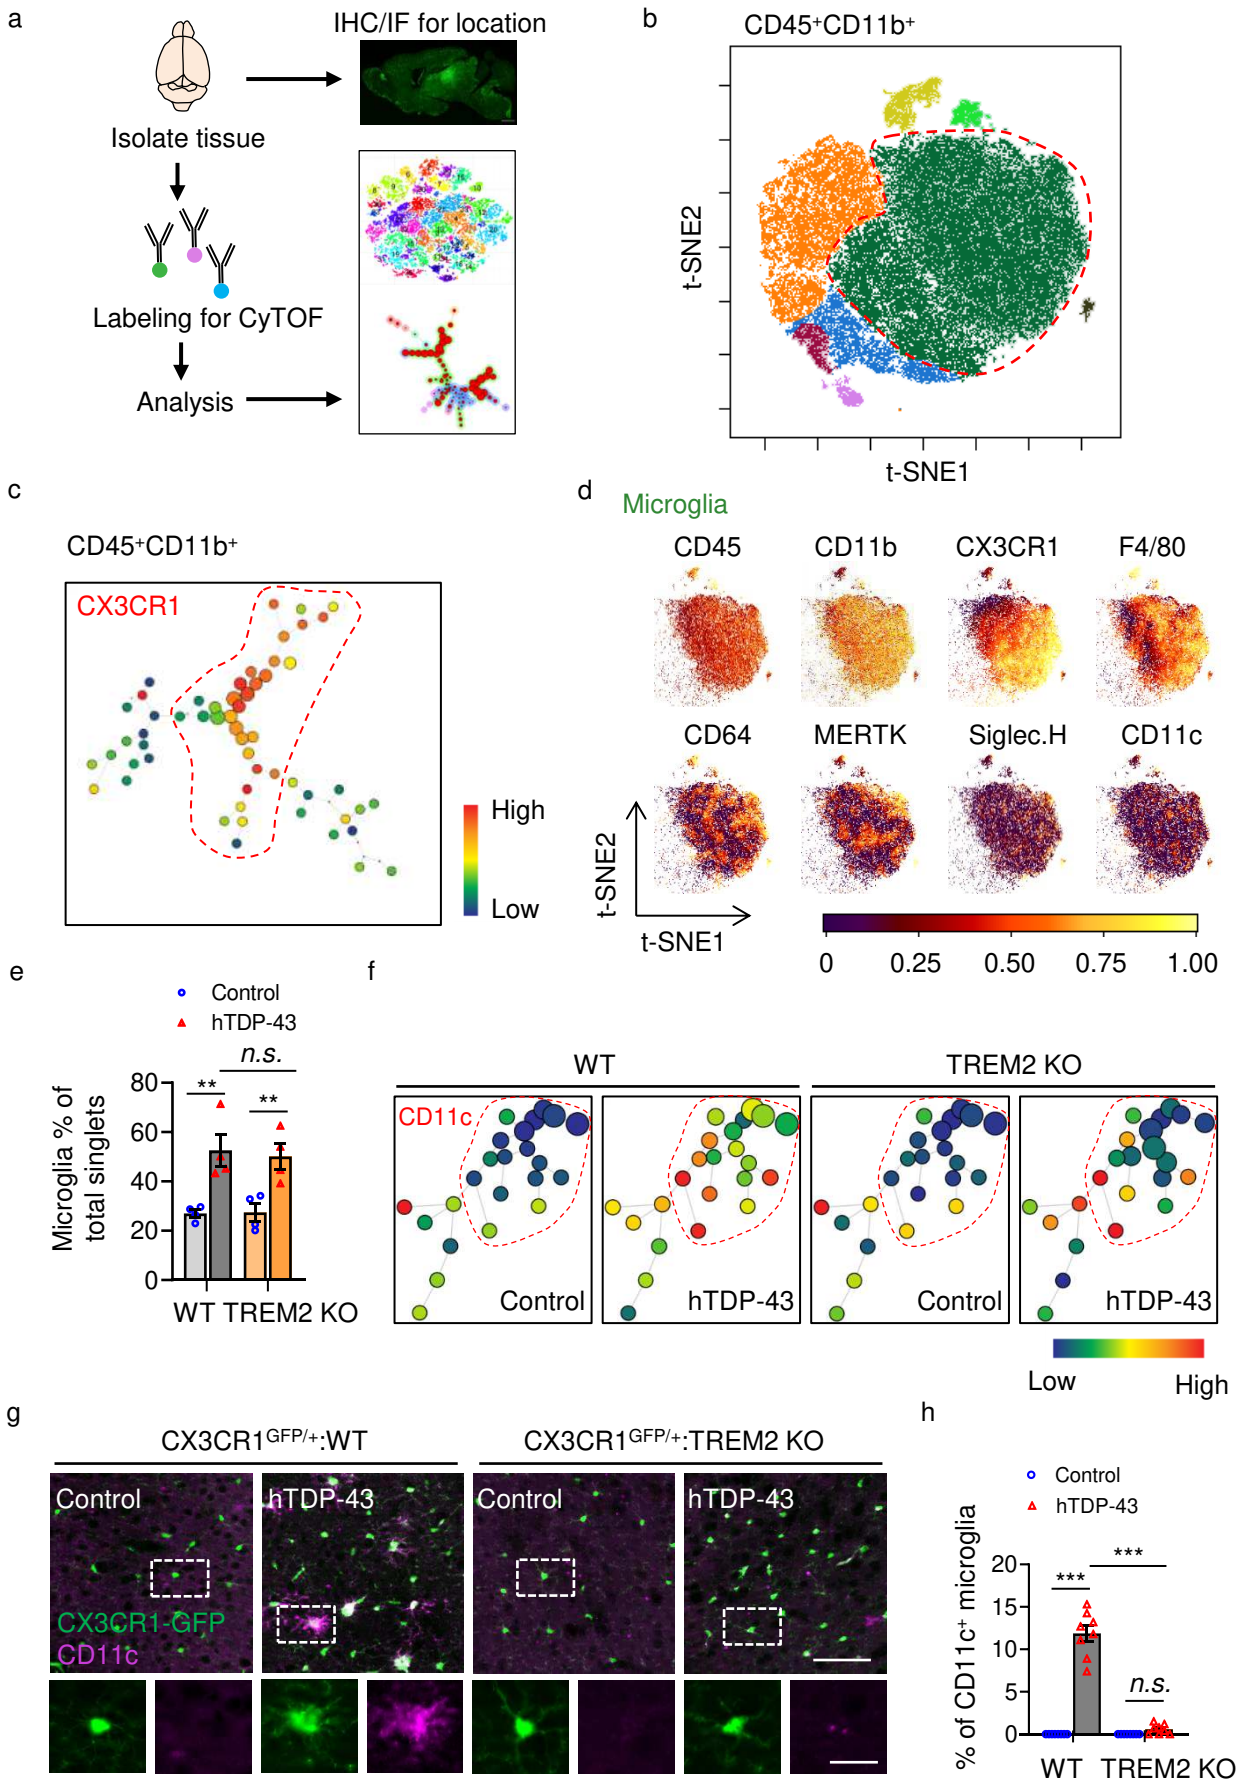 a
IHC/IF for location
Isolate tissue
Labeling for CyTOF
Analysis
b
CD45⁺CD11b⁺
t-SNE2
t-SNE1
c
CD45⁺CD11b⁺
CX3CR1
High
Low
d
Microglia
CD45 CD11b CX3CR1 F4/80
CD64 MERTK Siglec.H CD11c
t-SNE2
t-SNE1
0 0.25 0.50 0.75 1.00
e
Control
hTDP-43
n.s.
** **
Microglia % of
total singlets
80
60
40
20
0
WT TREM2 KO
f
WT TREM2 KO
CD11c
Control hTDP-43 Control hTDP-43
Low High
g
CX3CR1ᴳᶠᴾ/⁺:WT CX3CR1ᴳᶠᴾ/⁺:TREM2 KO
Control hTDP-43 Control hTDP-43
CX3CR1-GFP
CD11c
h
Control
hTDP-43
% of CD11c⁺ microglia
20
15
10
5
0
***
***
n.s.
WT TREM2 KO